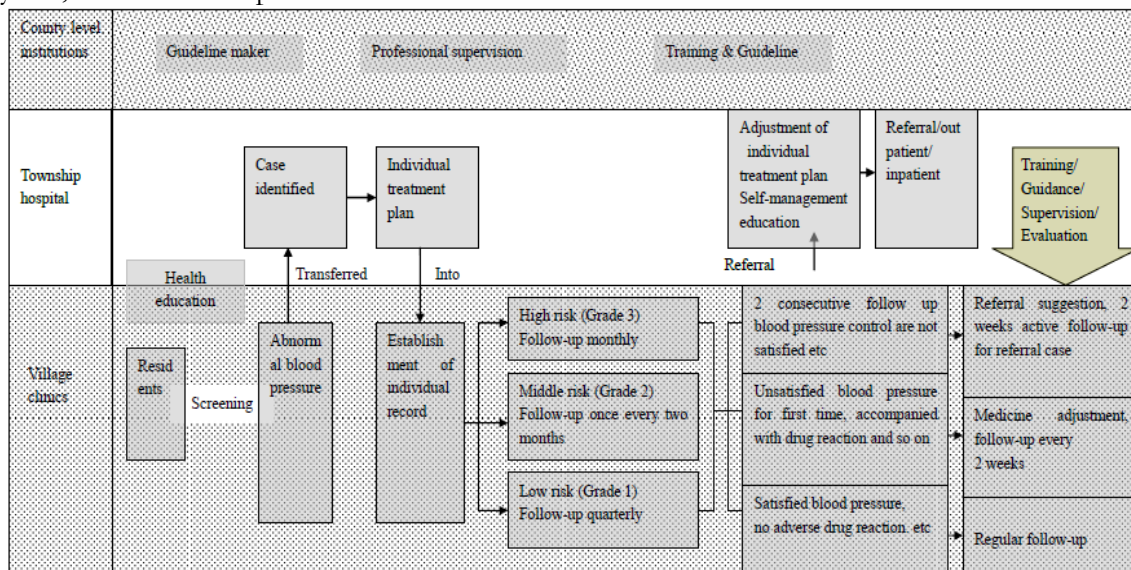 County level
institutions
Guideline maker
Professional supervision
Training & Guideline
Township
hospital
Case
identified
Individual
treatment
plan
Adjustment of
individual
treatment plan
Self-management
education
Referral/out
patient/
inpatient
Training/
Guidance/
Supervision/
Evaluation
Transferred
Into
Referral
Health
education
Village
clinics
Resid
ents
Screening
Abnorm
al blood
pressure
Establish
ment of
individual
record
High risk (Grade 3)
Follow-up monthly
Middle risk (Grade 2)
Follow-up once every two
months
Low risk (Grade 1)
Follow-up quarterly
2 consecutive follow up
blood pressure control are not
satisfied etc
Unsatisfied blood pressure
for first time, accompanied
with drug reaction and so on
Satisfied blood pressure,
no adverse drug reaction. etc
Referral suggestion, 2
weeks active follow-up
for referral case
Medicine adjustment,
follow-up every
2 weeks
Regular follow-up